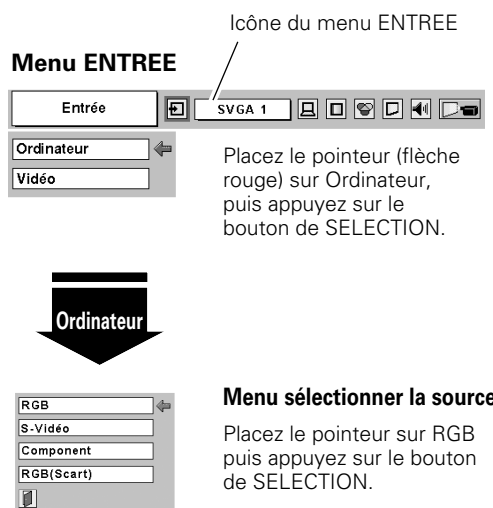 Icône du menu ENTREE
Menu ENTREE
Entrée
SVGA 1
Ordinateur
Vidéo
Placez le pointeur (flèche
rouge) sur Ordinateur,
puis appuyez sur le
bouton de SELECTION.
Ordinateur
RGB
S-Vidéo
Component
RGB(Scart)
Menu sélectionner la source
Placez le pointeur sur RGB
puis appuyez sur le bouton
de SELECTION.